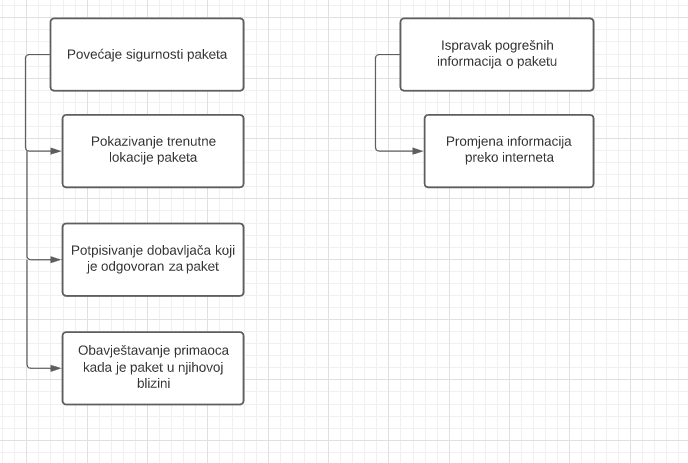 Povećaje sigurnosti paketa
Pokazivanje trenutne
lokacije paketa
Potpisivanje dobavljača koji
je odgovoran za paket
Obavještavanje primaoca
kada je paket u njihovoj
blizini
Ispravak pogrešnih
informacija o paketu
Promjena informacija
preko interneta